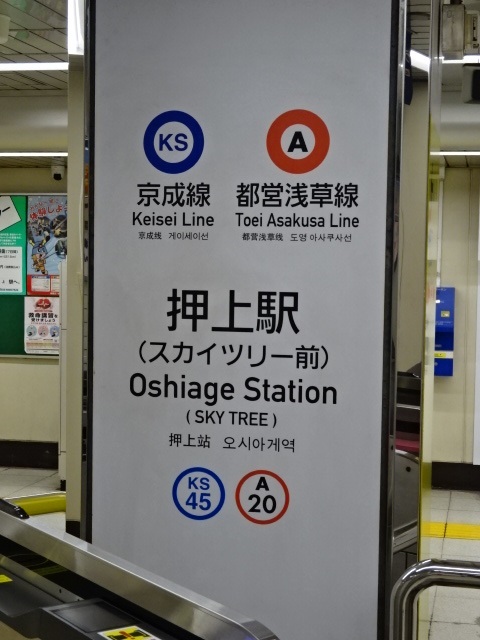 KS A
京成線 都営浅草線
Keisei Line Toei Asakusa Line
京成线 게이세이선 都营浅草线 도영 아사쿠사선
押上駅
(スカイツリー前)
Oshiage Station
( SKY TREE )
押上站 오시아게역
KS
45
A
20